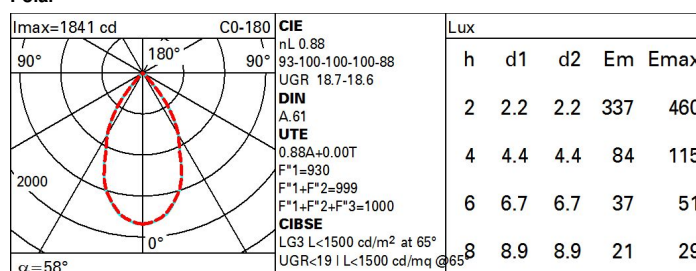 Imax=1841 cd C0-180
90° 180° 90°
2000
0°
α=58°
CIE
nL 0.88
93-100-100-100-88
UGR 18.7-18.6
DIN
A.61
UTE
0.88A+0.00T
F"1=930
F"1+F"2=999
F"1+F"2+F"3=1000
CIBSE
LG3 L<1500 cd/m² at 65°
UGR<19 | L<1500 cd/mq @65°
Lux
h d1 d2 Em Emax
2 2.2 2.2 337 460
4 4.4 4.4 84 115
6 6.7 6.7 37 51
8 8.9 8.9 21 29